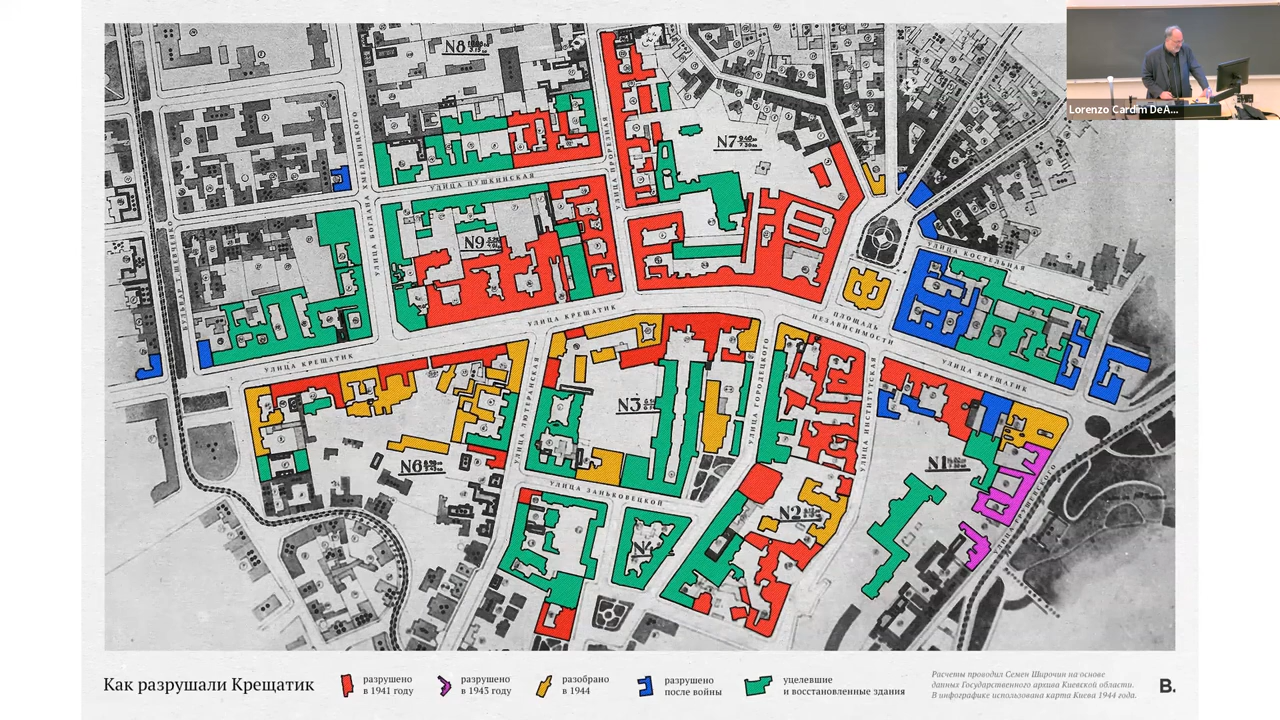 Lorenzo Cardim DeA...
N8
N7
N9
N3
N6
N1
N2
N4
БУЛЬВАР Т. ШЕВЧЕНКО
УЛИЦА БОГДАНА ХМЕЛЬНИЦКОГО
УЛИЦА ПУШКИНСКАЯ
УЛИЦА ПРОРЕЗНАЯ
УЛИЦА КОСТЕЛЬНАЯ
УЛИЦА КРЕЩАТИК
ПЛОЩАДЬ
НЕЗАВИСИМОСТИ
УЛИЦА КРЕЩАТИК
УЛИЦА КРЕЩАТИК
УЛИЦА ЛЮТЕРАНСКАЯ
УЛИЦА ГОРОДЕЦКОГО
УЛИЦА ИНСТИТУТСКАЯ
УЛИЦА ЗАНЬКОВЕЦКОЙ
УЛИЦА ГРУШЕВСКОГО
Как разрушали Крещатик
разрушено
в 1941 году
разрушено
в 1943 году
разобрано
в 1944
разрушено
после войны
уцелевшие
и восстановленные здания
Расчеты проводил Семен Широчин на основе
данных Государственного архива Киевской области.
В инфографике использована карта Киева 1944 года.
В.